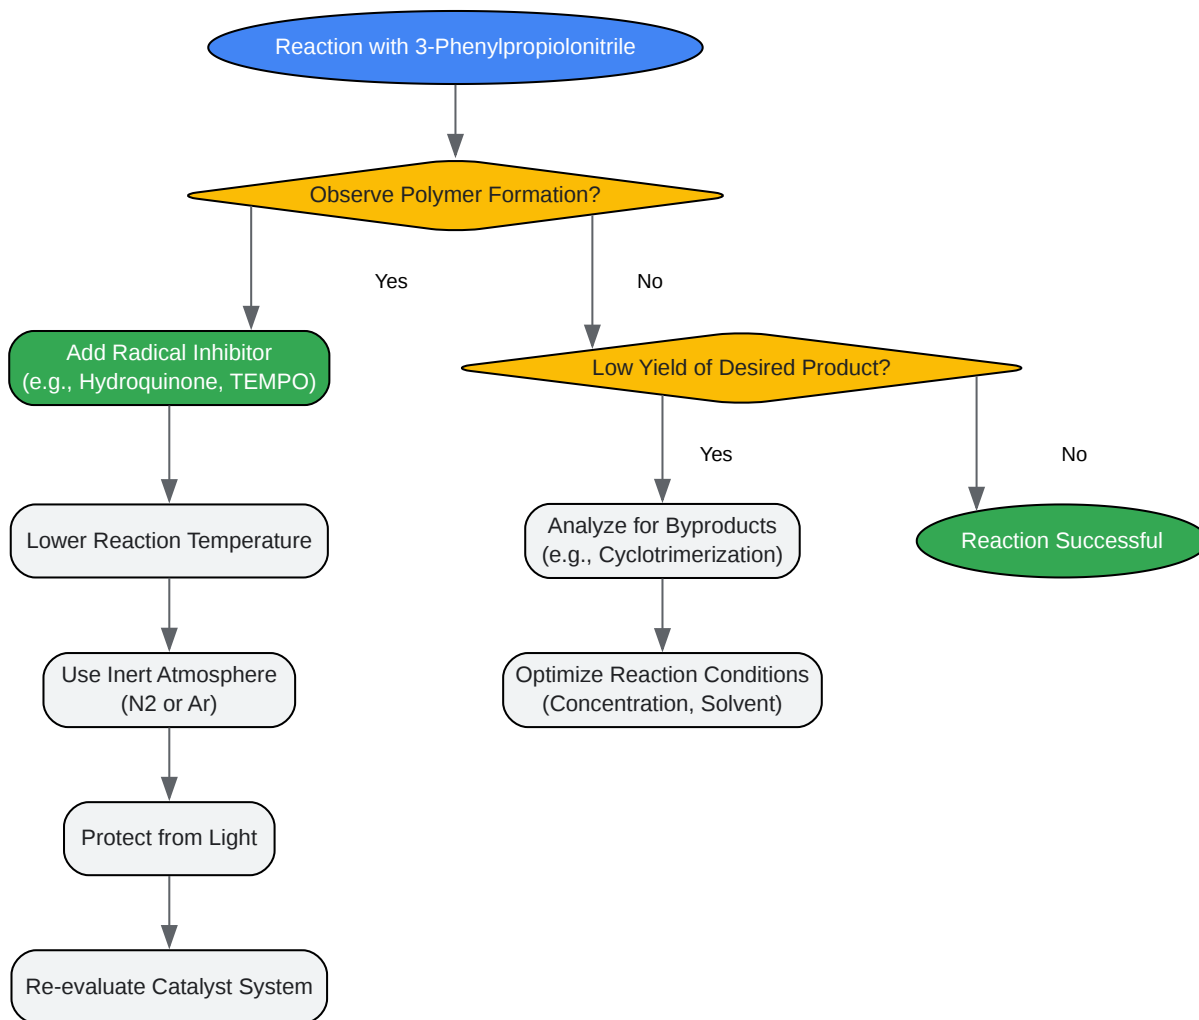 Reaction with 3-Phenylpropiolonitrile
Observe Polymer Formation?
Yes
No
Add Radical Inhibitor
(e.g., Hydroquinone, TEMPO)
Low Yield of Desired Product?
Yes
No
Lower Reaction Temperature
Analyze for Byproducts
(e.g., Cyclotrimerization)
Reaction Successful
Use Inert Atmosphere
(N2 or Ar)
Optimize Reaction Conditions
(Concentration, Solvent)
Protect from Light
Re-evaluate Catalyst System